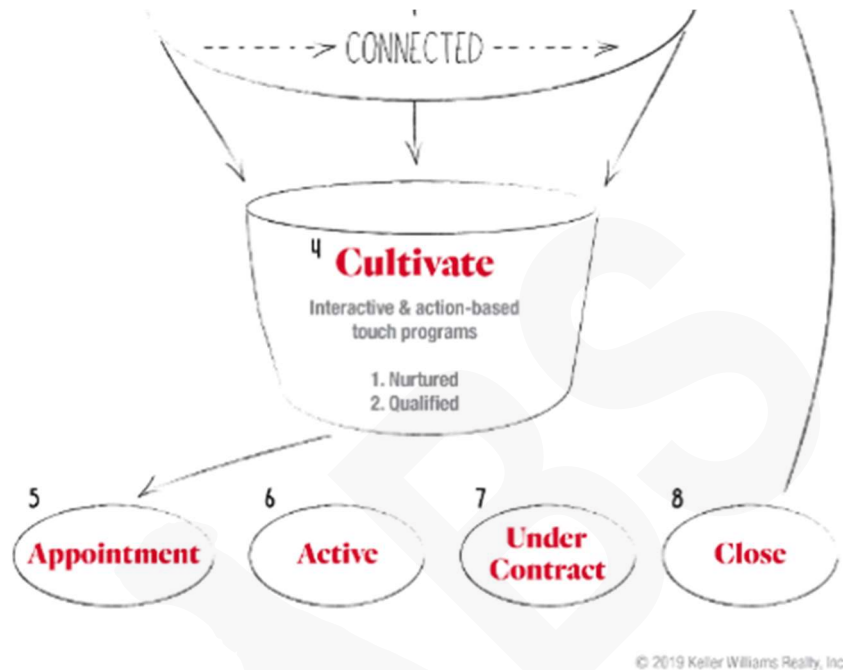 CONNECTED
4
Cultivate
Interactive & action-based
touch programs
1. Nurtured
2. Qualified
5
Appointment
6
Active
7
Under
Contract
8
Close
© 2019 Keller Williams Realty, Inc